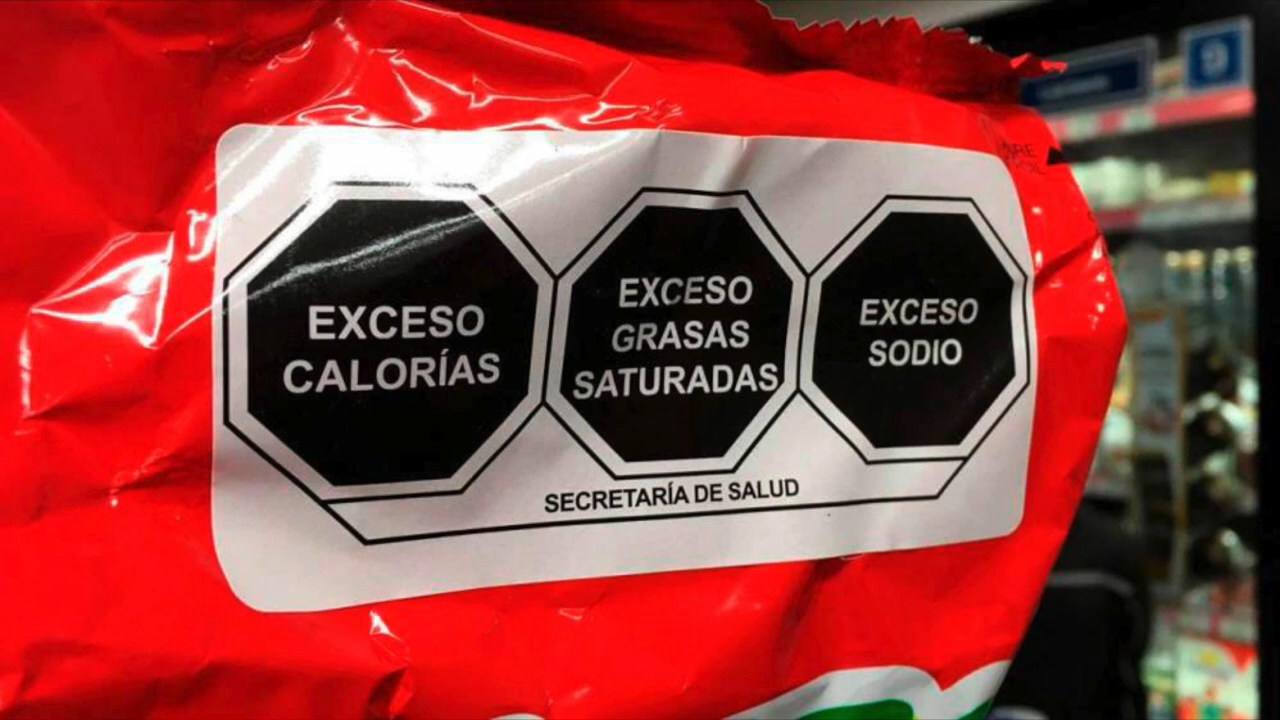 EXCESO
CALORÍAS
EXCESO
GRASAS
SATURADAS
EXCESO
SODIO
SECRETARÍA DE SALUD